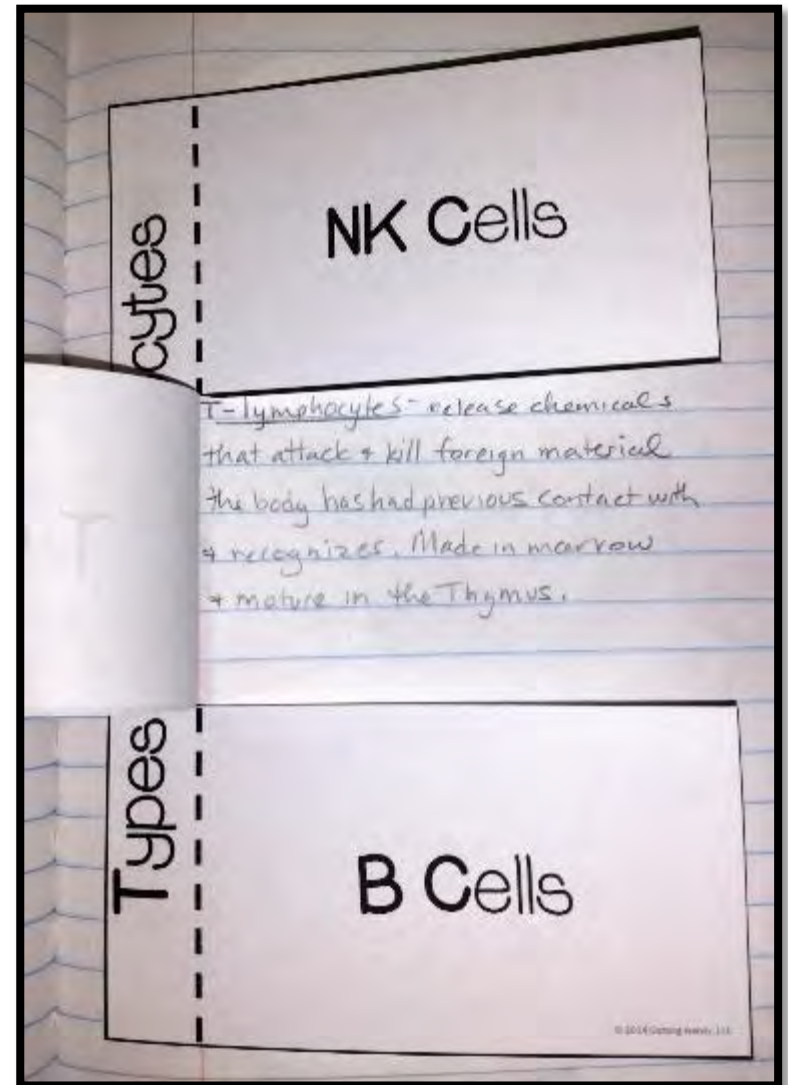 NK Cells
cytes
T-lymphocytes - release chemicals
that attack & kill foreign material
the body has had previous contact with
& recognizes. Made in marrow
& mature in the Thymus.
T
Types
B Cells
© 2014